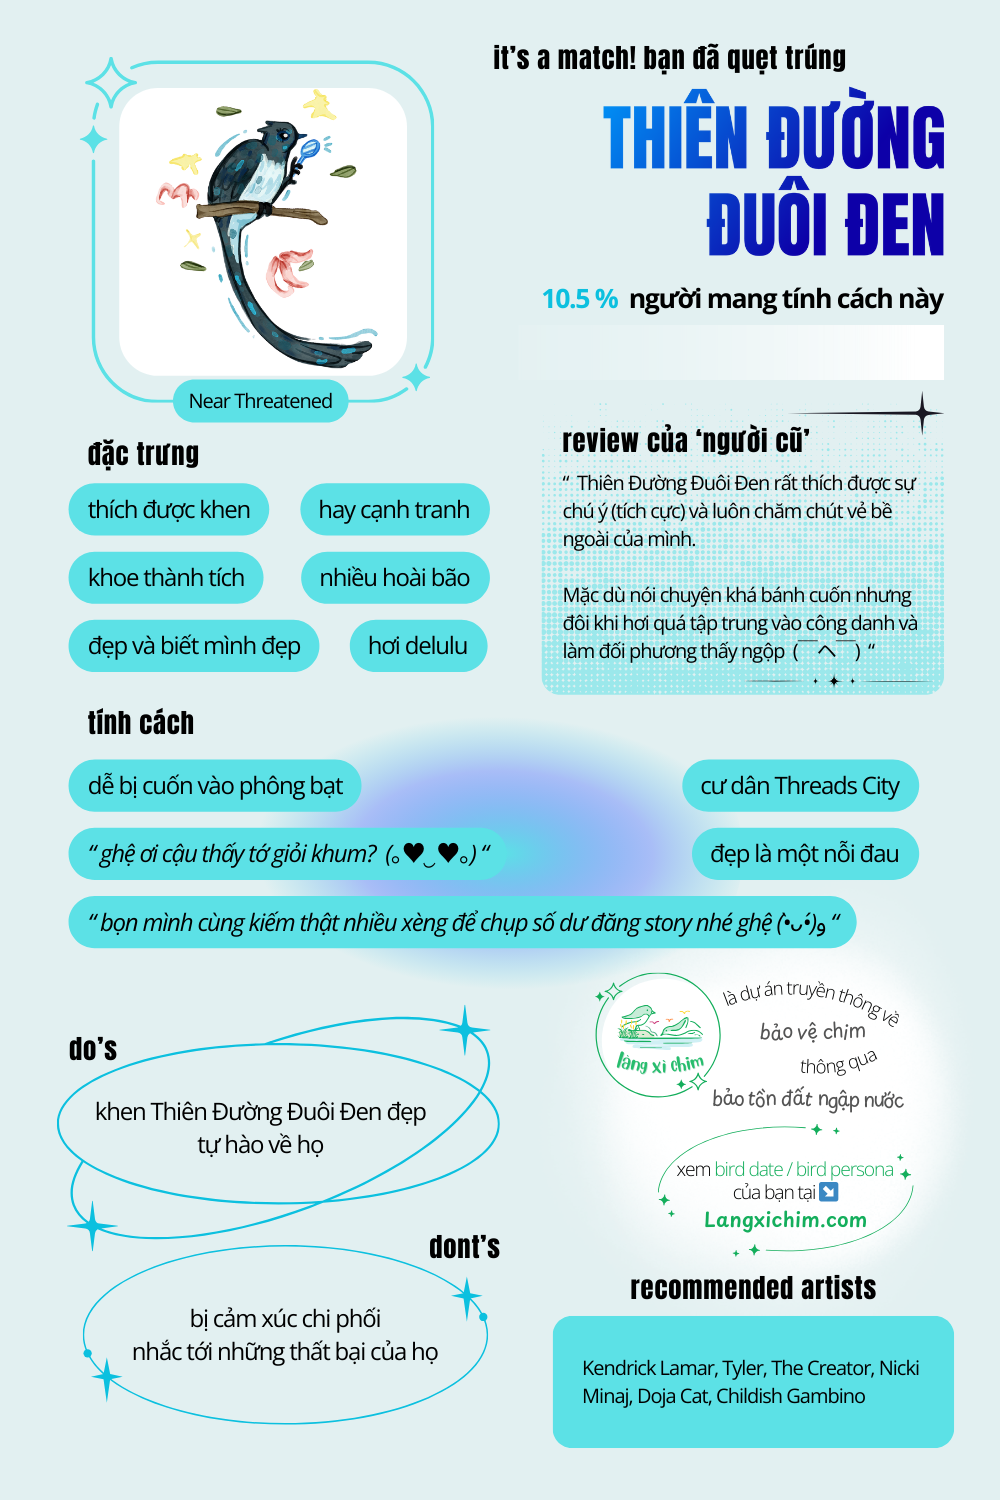 it's a match! bạn đã quẹt trúng
THIÊN ĐƯỜNG
ĐUÔI ĐEN
10.5 % người mang tính cách này
Near Threatened
đặc trưng
thích được khen
hay cạnh tranh
khoe thành tích
nhiều hoài bão
đẹp và biết mình đẹp
hơi delulu
review của ‘người cũ’
“ Thiên Đường Đuôi Đen rất thích được sự
chú ý (tích cực) và luôn chăm chút vẻ bề
ngoài của mình.
Mặc dù nói chuyện khá bánh cuốn nhưng
đôi khi hơi quá tập trung vào công danh và
làm đối phương thấy ngộp (￣ヘ￣) “
tính cách
dễ bị cuốn vào phông bạt
cư dân Threads City
“ ghệ ơi cậu thấy tớ giỏi khum? (｡♥‿♥｡) “
đẹp là một nỗi đau
“ bọn mình cùng kiếm thật nhiều xèng để chụp số dư đăng story nhé ghệ (•̀ᴗ•́)و “
làng xì chim
là dự án truyền thông về
bảo vệ chim
thông qua
bảo tồn đất ngập nước
xem bird date / bird persona
của bạn tại ↘
Langxichim.com
do's
khen Thiên Đường Đuôi Đen đẹp
tự hào về họ
dont's
bị cảm xúc chi phối
nhắc tới những thất bại của họ
recommended artists
Kendrick Lamar, Tyler, The Creator, Nicki
Minaj, Doja Cat, Childish Gambino